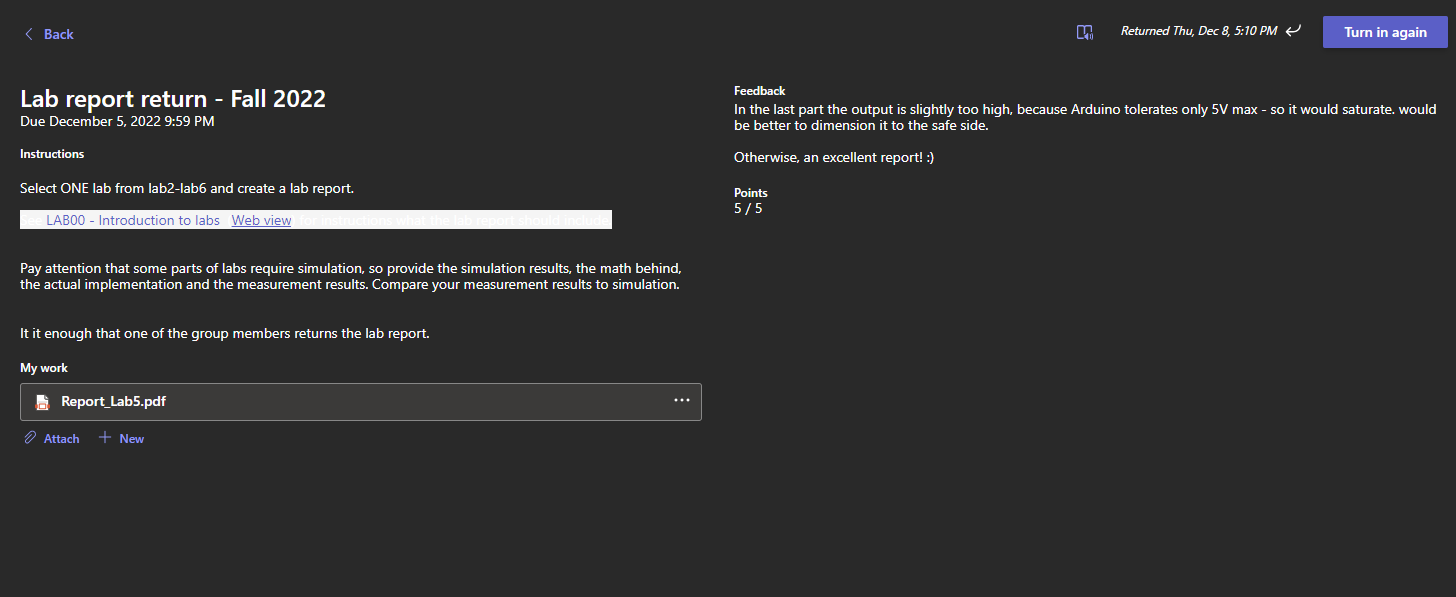 Back
Returned Thu, Dec 8, 5:10 PM
Turn in again
Lab report return - Fall 2022
Due December 5, 2022 9:59 PM
Instructions
Select ONE lab from lab2-lab6 and create a lab report.
See LAB00 - Introduction to labs Web view for instructions what the lab report should include.
Pay attention that some parts of labs require simulation, so provide the simulation results, the math behind,
the actual implementation and the measurement results. Compare your measurement results to simulation.
It it enough that one of the group members returns the lab report.
My work
Report_Lab5.pdf
Attach
New
Feedback
In the last part the output is slightly too high, because Arduino tolerates only 5V max - so it would saturate. would
be better to dimension it to the safe side.
Otherwise, an excellent report! :)
Points
5 / 5